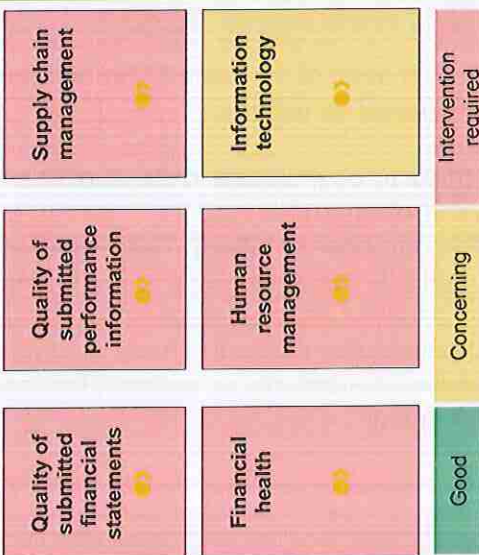 Quality of
submitted
financial
statements
Quality of
submitted
performance
information
Supply chain
management
Financial
health
Human
resource
management
Information
technology
Good
Concerning
Intervention
required